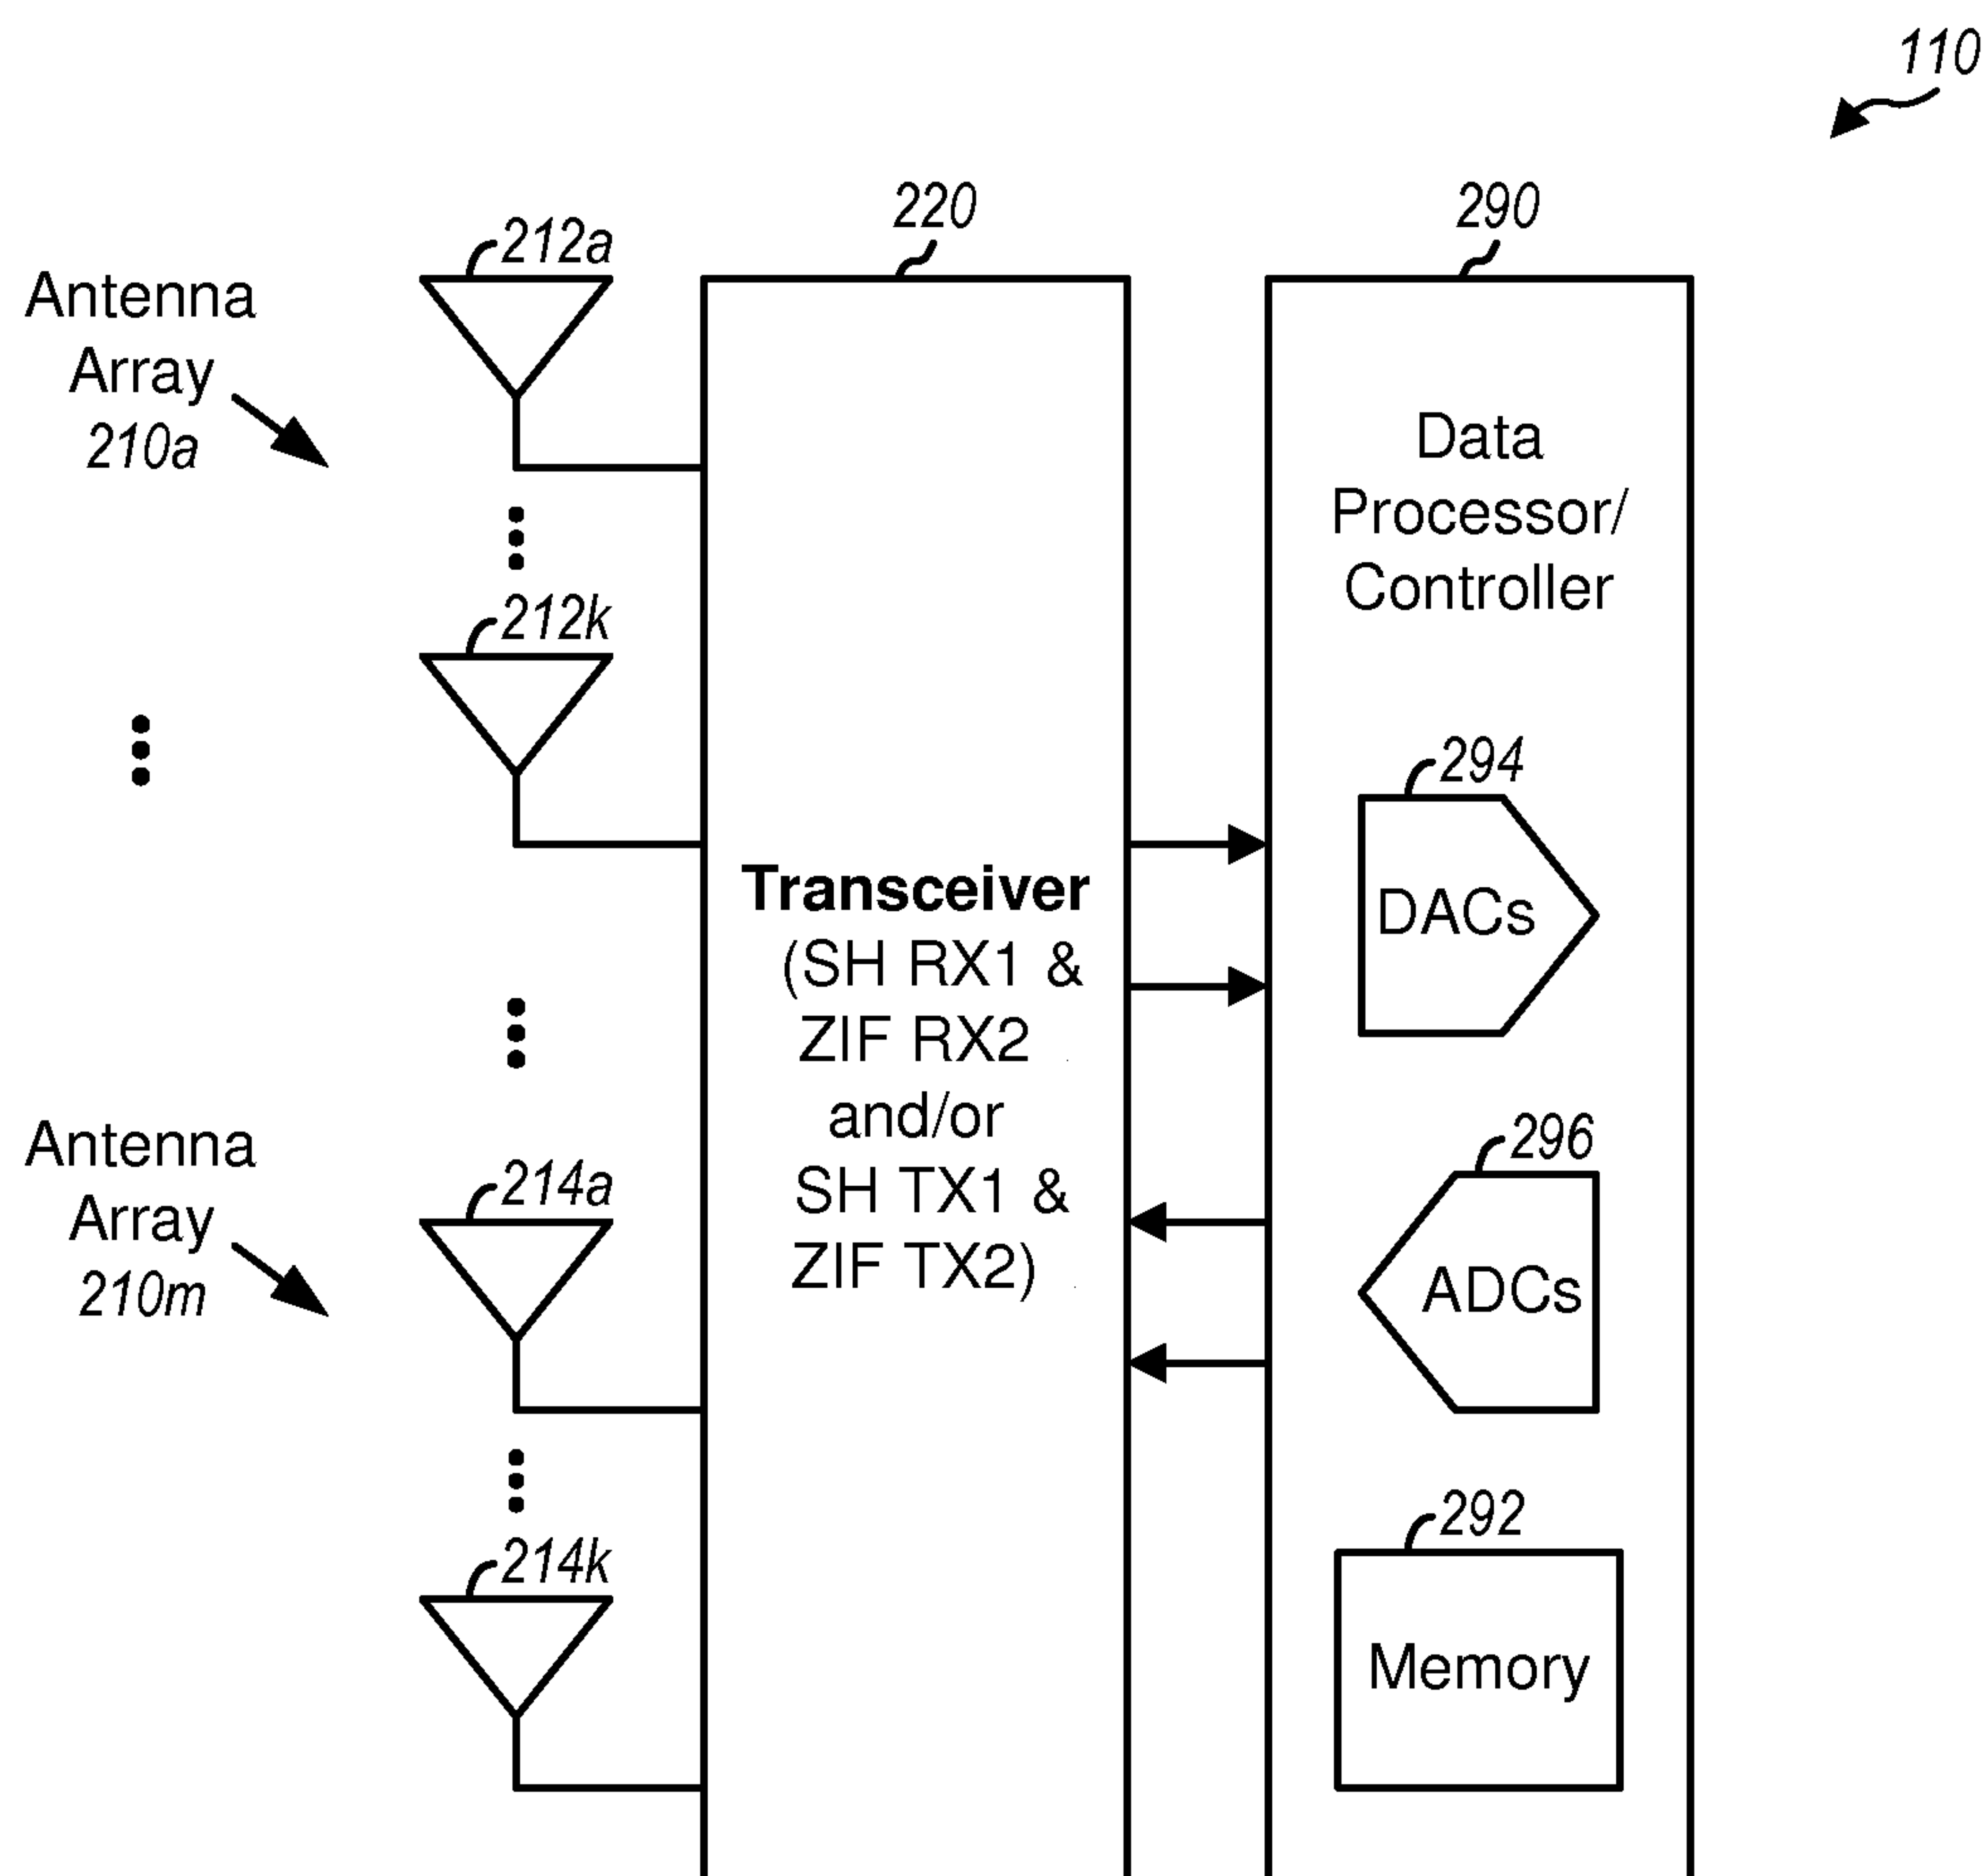 110
220
290
212a
Antenna
Array
210a
Data
Processor/
Controller
212k
294
DACs
Transceiver
(SH RX1 &
ZIF RX2
and/or
SH TX1 &
ZIF TX2)
Antenna
Array
210m
214a
296
ADCs
214k
292
Memory